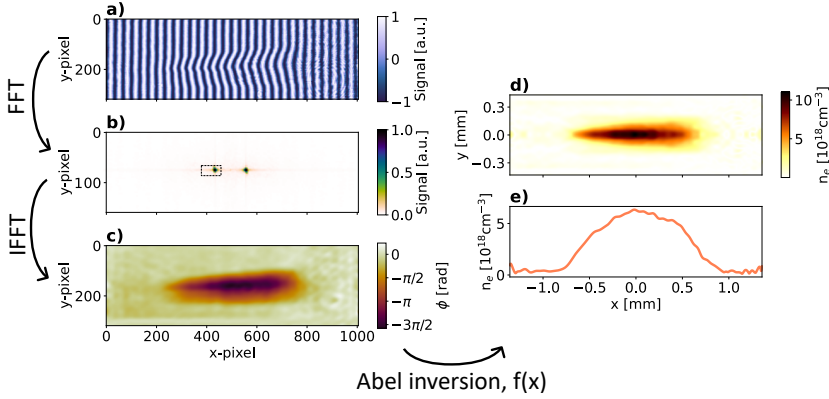 a)
0
200
y-pixel
1
0
−1
Signal [a.u.]
FFT
b)
0
100
y-pixel
1.0
0.5
0.0
Signal [a.u.]
IFFT
c)
0
200
y-pixel
0
−π/2
−π
−3π/2
ϕ [rad]
0 200 400 600 800 1000
x-pixel
Abel inversion, f(x)
d)
0.3
0.0
−0.3
y [mm]
10
5
0
nₑ [10¹⁸cm⁻³]
e)
5
0
nₑ [10¹⁸cm⁻³]
−1.0 −0.5 0.0 0.5 1.0
x [mm]